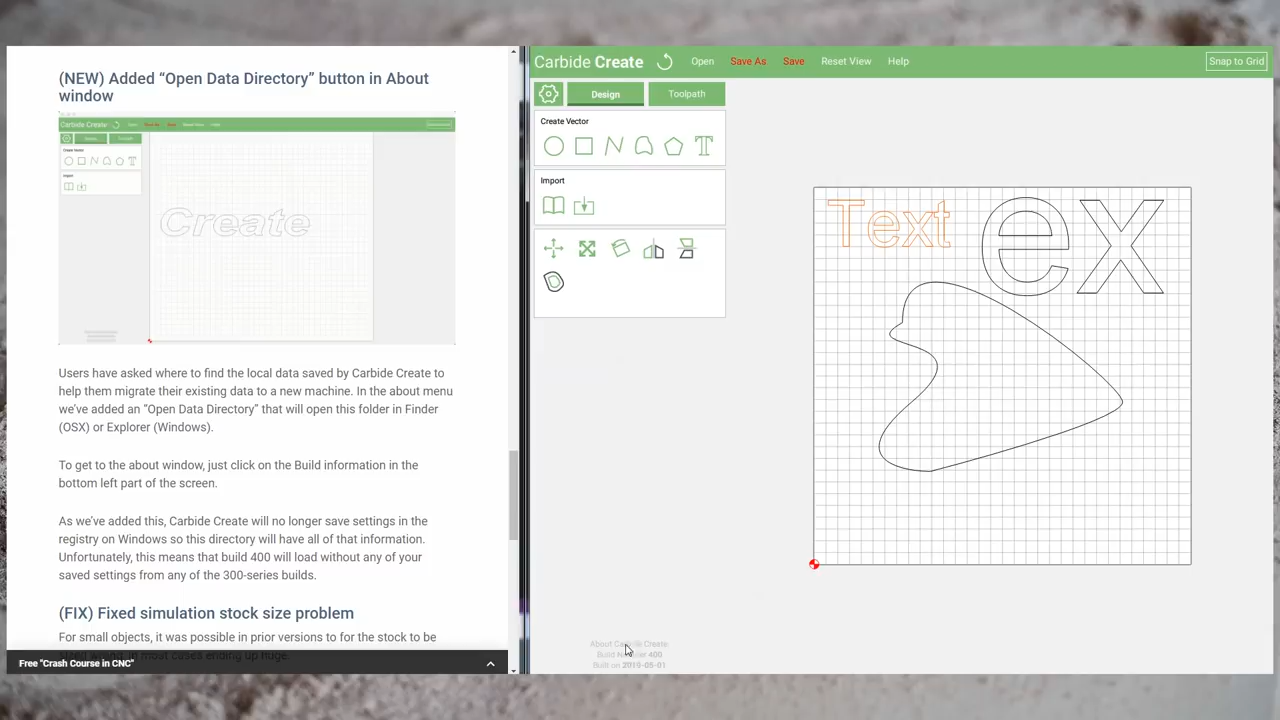 (NEW) Added “Open Data Directory” button in About
window
Carbide Create
Create
Users have asked where to find the local data saved by Carbide Create to
help them migrate their existing data to a new machine. In the about menu
we’ve added an “Open Data Directory” that will open this folder in Finder
(OSX) or Explorer (Windows).
To get to the about window, just click on the Build information in the
bottom left part of the screen.
As we’ve added this, Carbide Create will no longer save settings in the
registry on Windows so this directory will have all of that information.
Unfortunately, this means that build 400 will load without any of your
saved settings from any of the 300-series builds.
(FIX) Fixed simulation stock size problem
For small objects, it was possible in prior versions to for the stock to be
Free "Crash Course in CNC"
Carbide Create
Open
Save As
Save
Reset View
Help
Snap to Grid
Design
Toolpath
Create Vector
Import
Text
ex
About Carbide Create
Build Number 400
Built on 2019-05-01